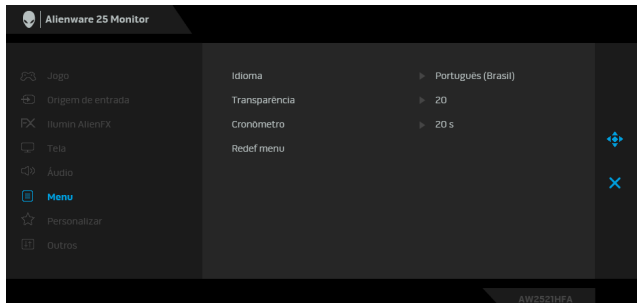 Alienware 25 Monitor
Jogo
Origem de entrada
Ilumin AlienFX
Tela
Áudio
Menu
Personalizar
Outros
Idioma Português (Brasil)
Transparência 20
Cronômetro 20 s
Redef menu
AW2521HFA